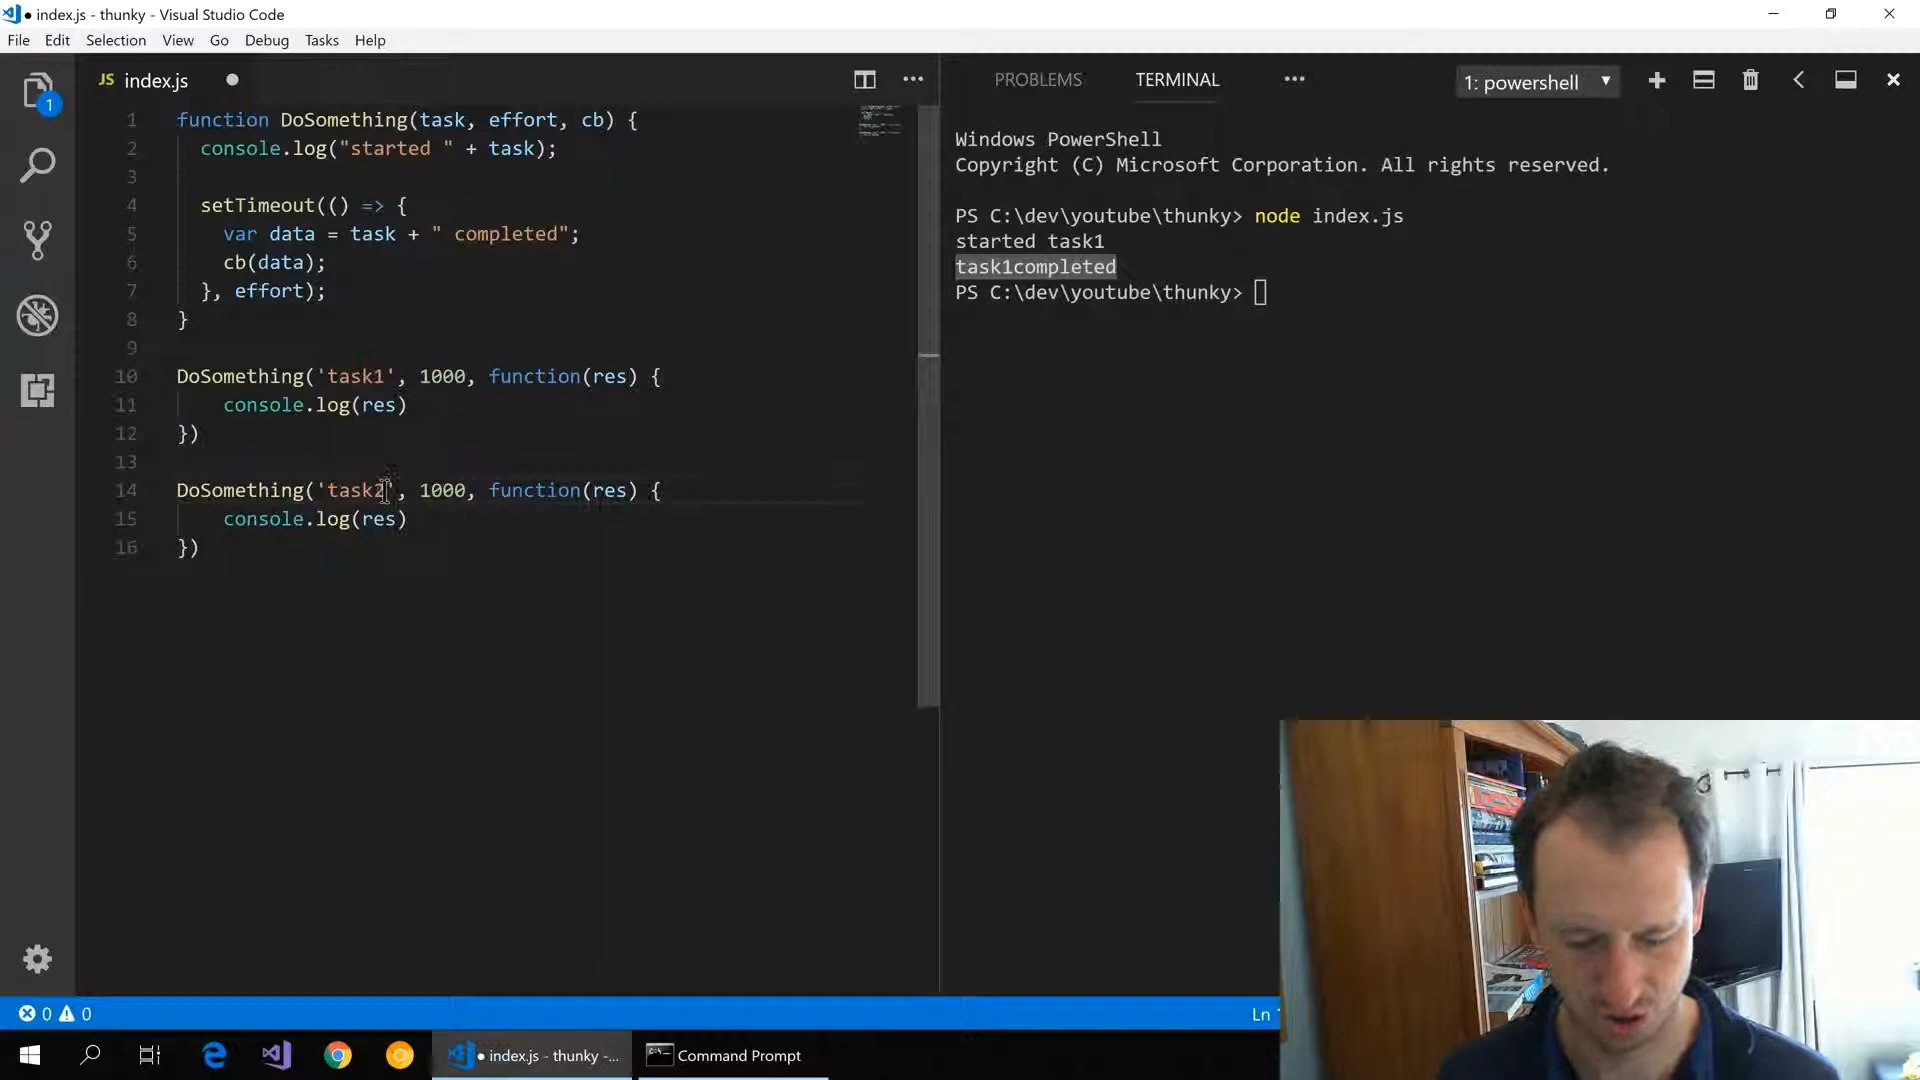 index.js - thunky - Visual Studio Code
File Edit Selection View Go Debug Tasks Help
1
JS index.js
PROBLEMS TERMINAL 1: powershell
1 function DoSomething(task, effort, cb) {
2 console.log("started " + task);
3
4 setTimeout(() => {
5 var data = task + " completed";
6 cb(data);
7 }, effort);
8 }
9
10 DoSomething('task1', 1000, function(res) {
11 console.log(res)
12 })
13
14 DoSomething('task2', 1000, function(res) {
15 console.log(res)
16 })
Windows PowerShell
Copyright (C) Microsoft Corporation. All rights reserved.
PS C:\dev\youtube\thunky> node index.js
started task1
task1completed
PS C:\dev\youtube\thunky>
0 0
Ln
index.js - thunky -...
Command Prompt